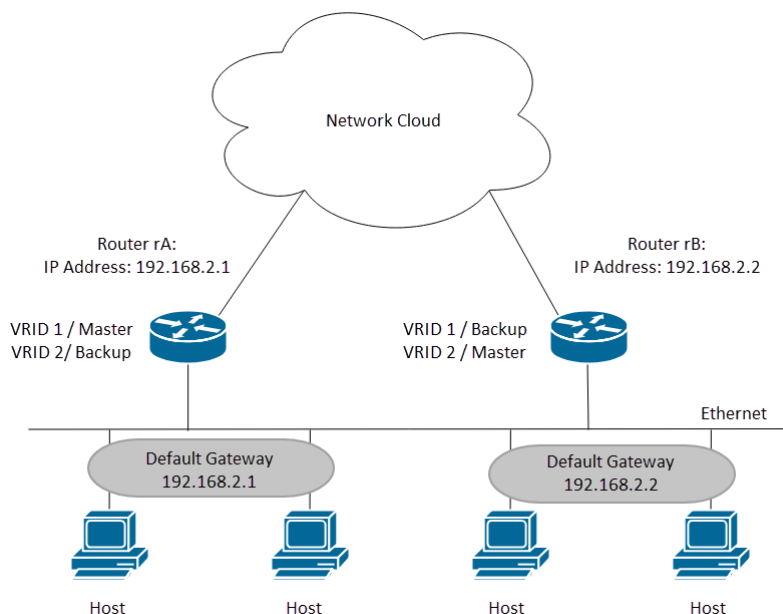 Network Cloud
Router rA:
IP Address: 192.168.2.1
Router rB:
IP Address: 192.168.2.2
VRID 1 / Master
VRID 2/ Backup
VRID 1 / Backup
VRID 2 / Master
Ethernet
Default Gateway
192.168.2.1
Default Gateway
192.168.2.2
Host
Host
Host
Host